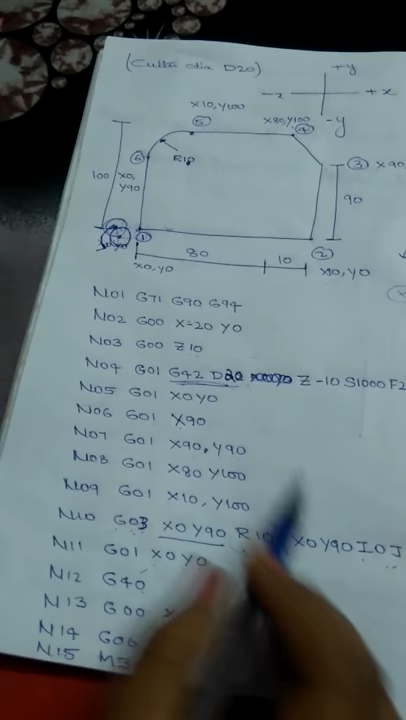 (Cutter dia D20)
+y
-x
+x
-y
X10,Y100
X80,Y100
⑤
④
⑥
R10
③ X90
100
X0,
Y90
90
①
②
80
10
X0,Y0
X90,Y0
N01 G71 G90 G94
N02 G00 X-20 Y0
N03 G00 Z10
N04 G01 G42 D20 Z-10 S1000 F2
N05 G01 X0Y0
N06 G01 X90
N07 G01 X90,Y90
N08 G01 X80 Y100
N09 G01 X10,Y100
N10 G03 X0Y90 R10 X0Y90 I0J
N11 G01 X0Y0
N12 G40
N13 G00
N14 G00
N15 M3